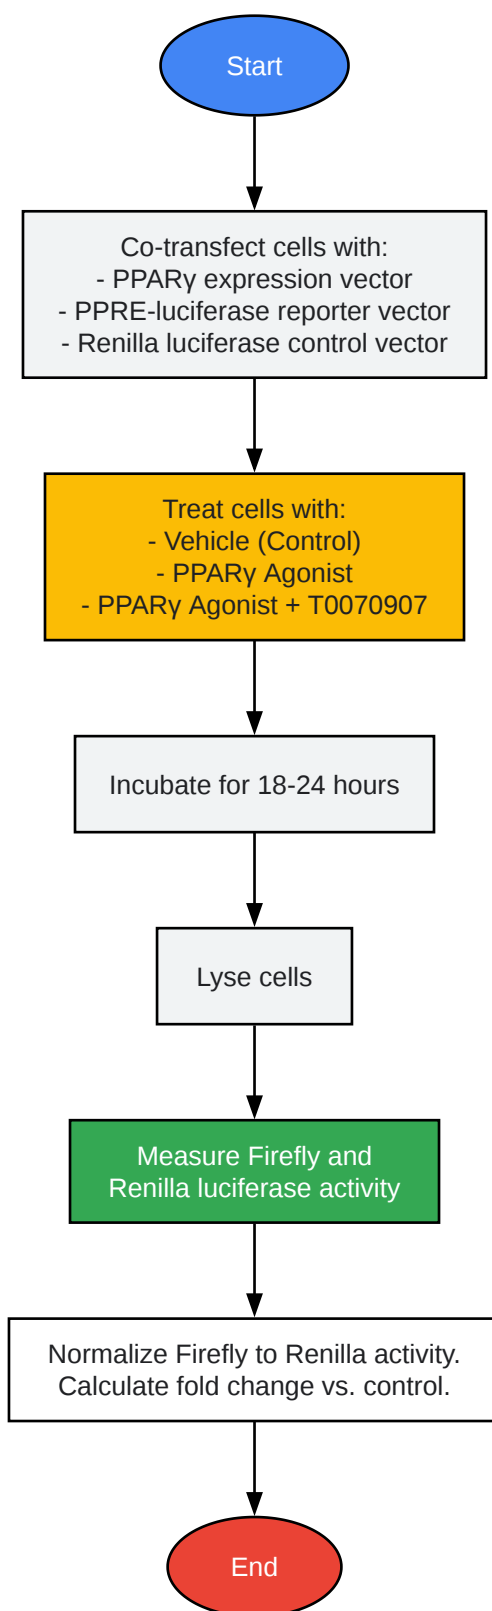 Start
Co-transfect cells with:
- PPARγ expression vector
- PPRE-luciferase reporter vector
- Renilla luciferase control vector
Treat cells with:
- Vehicle (Control)
- PPARγ Agonist
- PPARγ Agonist + T0070907
Incubate for 18-24 hours
Lyse cells
Measure Firefly and
Renilla luciferase activity
Normalize Firefly to Renilla activity.
Calculate fold change vs. control.
End